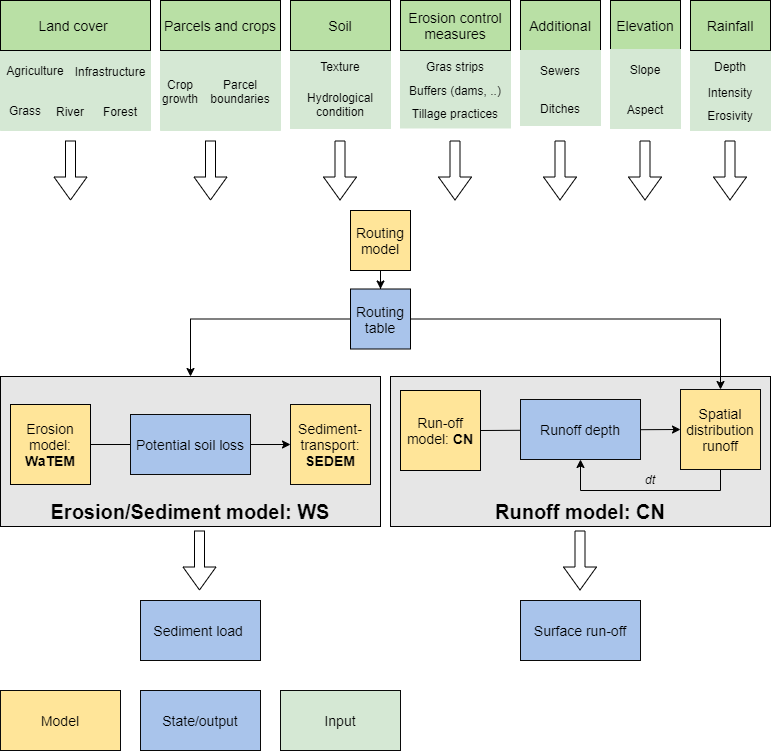 Land cover
Parcels and crops
Soil
Erosion control
measures
Additional
Elevation
Rainfall
Agriculture
Infrastructure
Grass
River
Forest
Crop
growth
Parcel
boundaries
Texture
Hydrological
condition
Gras strips
Buffers (dams, ..)
Tillage practices
Sewers
Ditches
Slope
Aspect
Depth
Intensity
Erosivity
Routing
model
Routing
table
Erosion
model:
WaTEM
Potential soil loss
Sediment-
transport:
SEDEM
Erosion/Sediment model: WS
Run-off
model: CN
Runoff depth
Spatial
distribution
runoff
dt
Runoff model: CN
Sediment load
Surface run-off
Model
State/output
Input